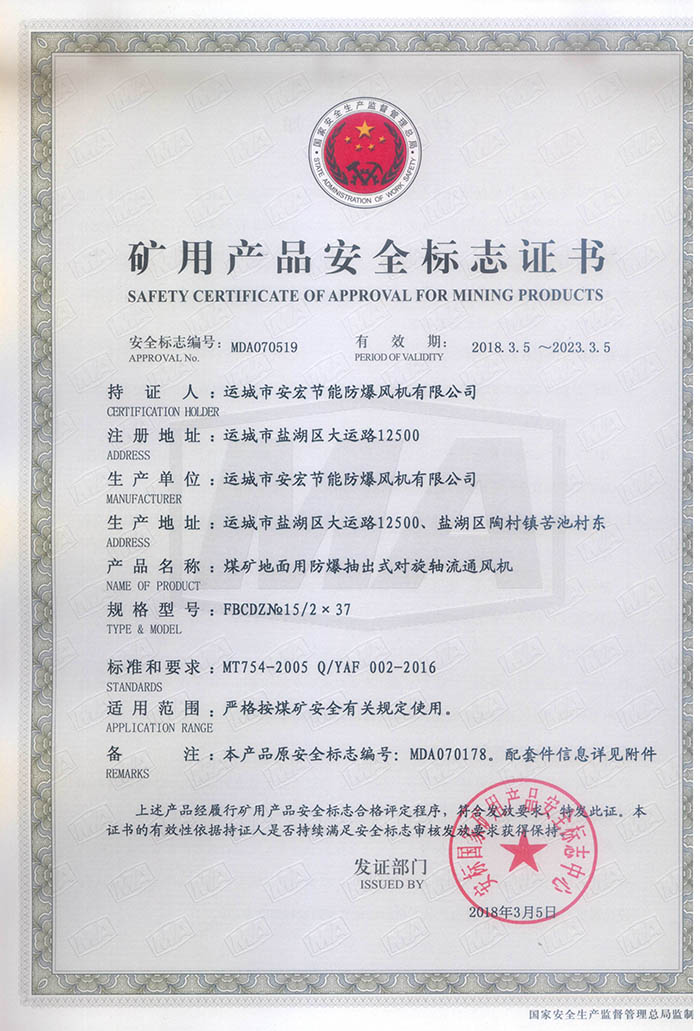 国家安全生产监督管理总局
STATE ADMINISTRATION OF WORK SAFETY
矿用产品安全标志证书
SAFETY CERTIFICATE OF APPROVAL FOR MINING PRODUCTS
安全标志编号: MDA070519 有效期: 2018.3.5 ~2023.3.5
APPROVAL No. PERIOD OF VALIDITY
持证人:运城市安宏节能防爆风机有限公司
CERTIFICATION HOLDER
注册地址:运城市盐湖区大运路12500
ADDRESS
生产单位:运城市安宏节能防爆风机有限公司
MANUFACTURER
生产地址:运城市盐湖区大运路12500、盐湖区陶村镇苦池村东
ADDRESS
产品名称:煤矿地面用防爆抽出式对旋轴流通风机
NAME OF PRODUCT
规格型号:FBCDZ№15/2×37
TYPE & MODEL
标准和要求:MT754-2005 Q/YAF 002-2016
STANDARDS
适用范围:严格按煤矿安全有关规定使用。
APPLICATION RANGE
备注:本产品原安全标志编号: MDA070178。配套件信息详见附件
REMARKS
上述产品经履行矿用产品安全标志合格评定程序,符合发放要求,特发此证。本
证书的有效性依据持证人是否持续满足安全标志审核发放要求获得保持。
发证部门
ISSUED BY
安标国家矿用产品安全标志中心
2018年3月5日
国家安全生产监督管理总局监制
MA